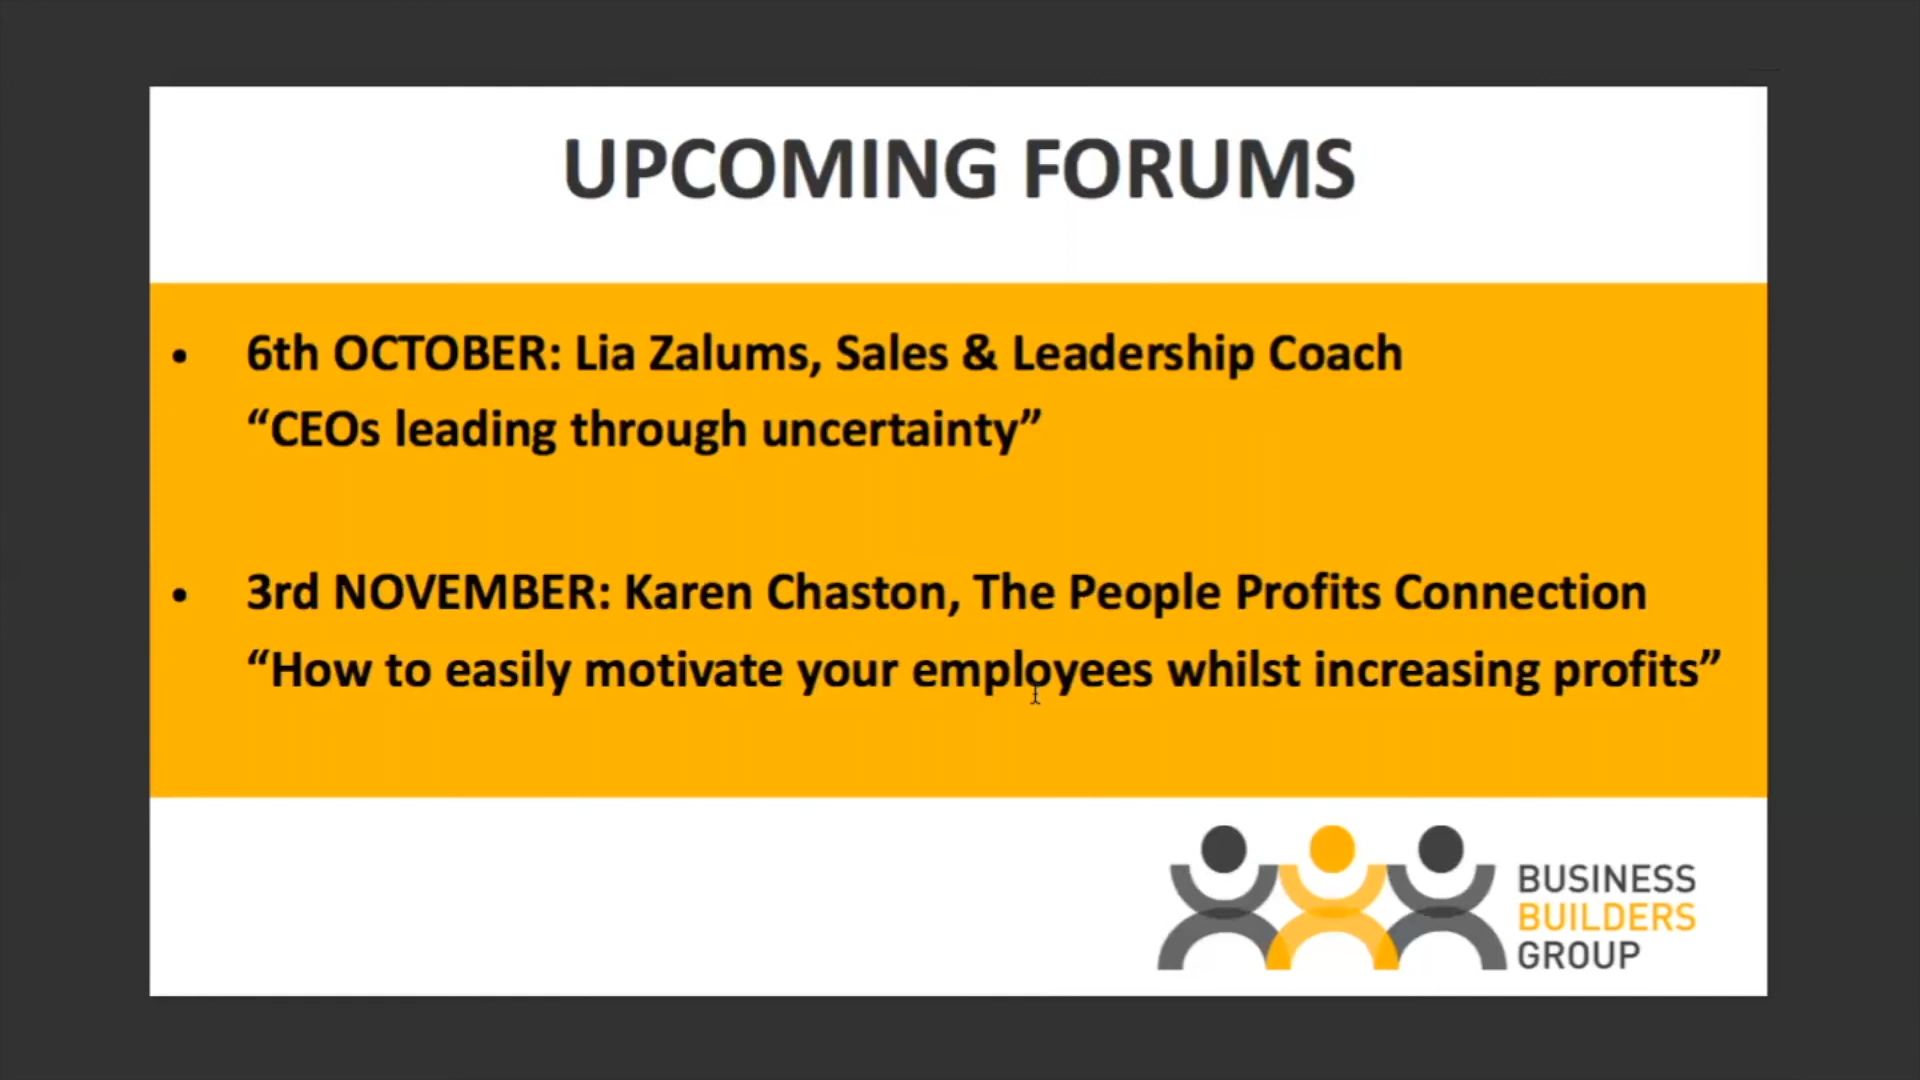 UPCOMING FORUMS
• 6th OCTOBER: Lia Zalums, Sales & Leadership Coach
“CEOs leading through uncertainty”
• 3rd NOVEMBER: Karen Chaston, The People Profits Connection
“How to easily motivate your employees whilst increasing profits”
BUSINESS
BUILDERS
GROUP